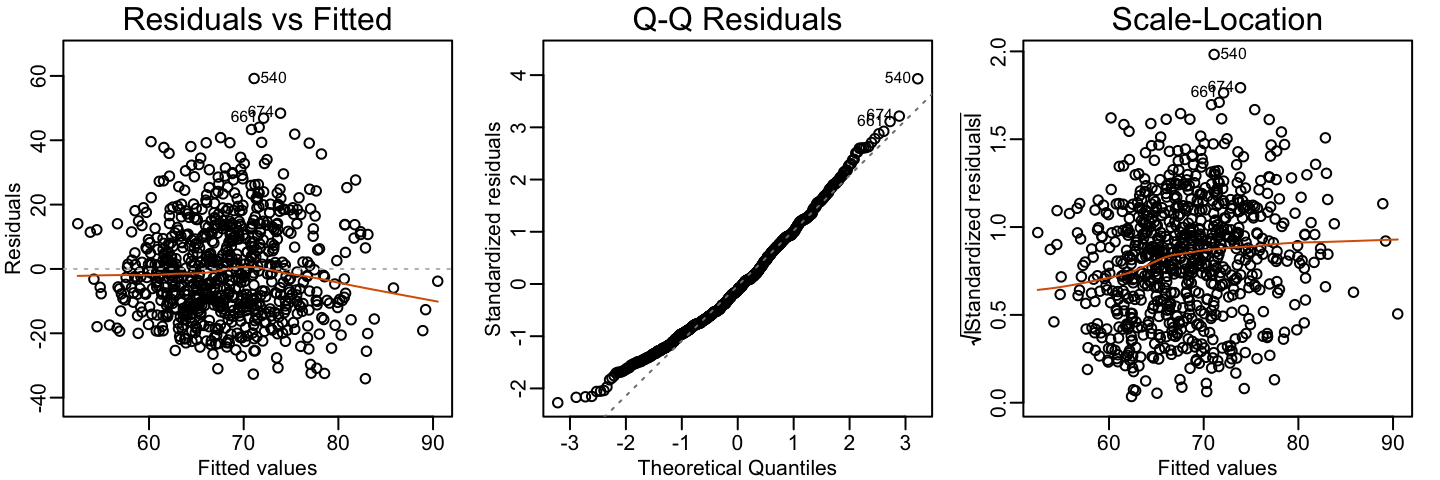 Residuals vs Fitted
Residuals
60
40
20
0
-20
-40
540
674
661
60 70 80 90
Fitted values
Q-Q Residuals
Standardized residuals
4
3
2
1
0
-1
-2
540
674
661
-3 -2 -1 0 1 2 3
Theoretical Quantiles
Scale-Location
√|Standardized residuals|
2.0
1.5
1.0
0.5
0.0
540
674
661
60 70 80 90
Fitted values